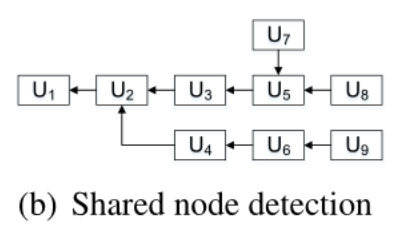 U₇
U₁ U₂ U₃ U₅ U₈
U₄ U₆ U₉
(b) Shared node detection